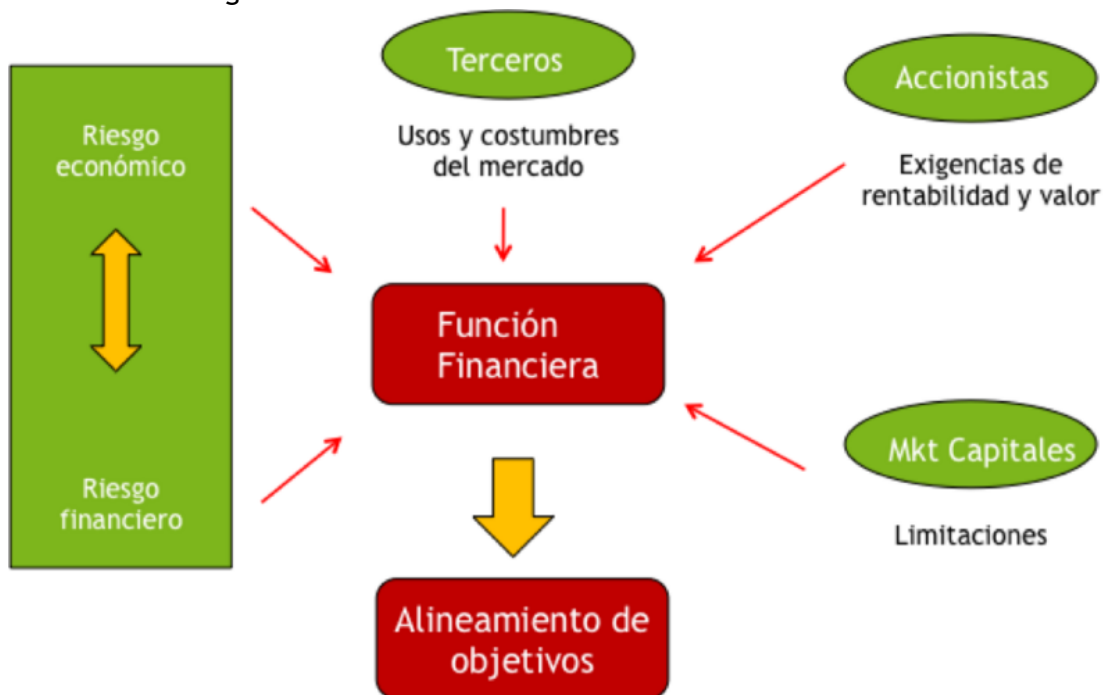 Terceros
Accionistas
Riesgo
económico
Usos y costumbres
del mercado
Exigencias de
rentabilidad y valor
Función
Financiera
Mkt Capitales
Riesgo
financiero
Limitaciones
Alineamiento de
objetivos